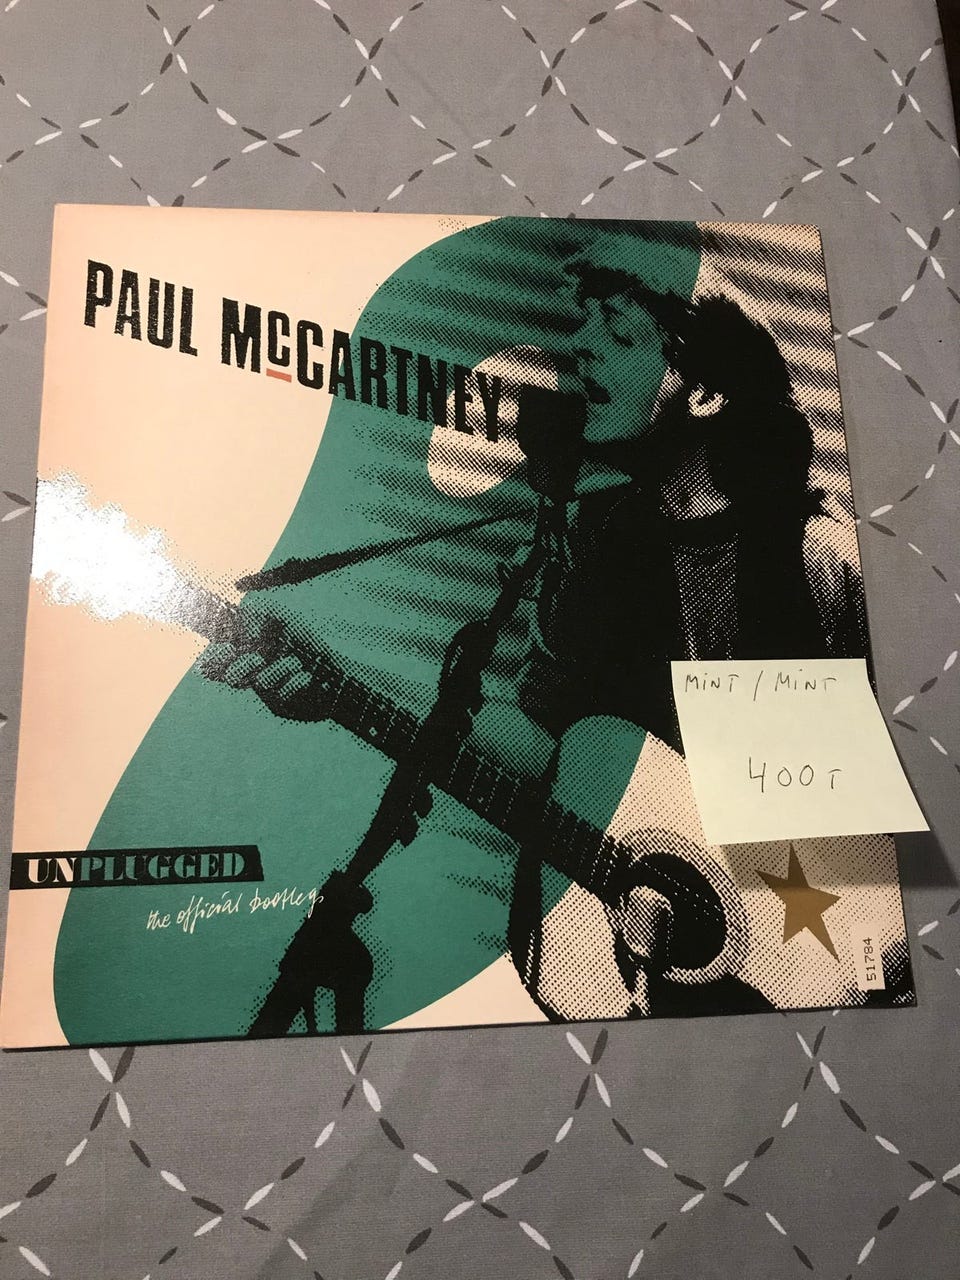 PAUL McCARTNEY
MINT / MINT
400T
UNPLUGGED
the official bootleg
51784